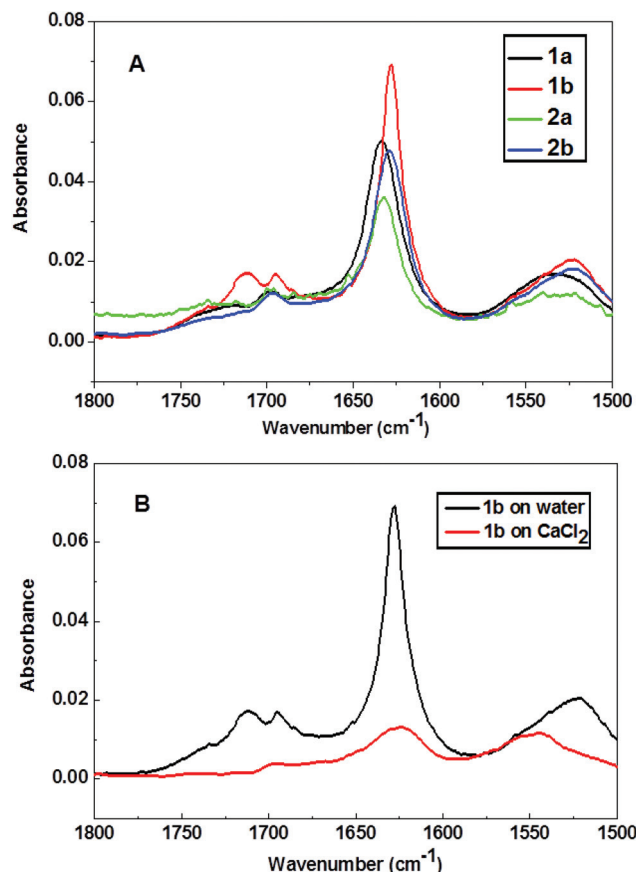 0.08
A
1a
1b
2a
2b
0.06
0.04
0.02
0.00
Absorbance
1800 1750 1700 1650 1600 1550 1500
Wavenumber (cm⁻¹)
0.08
B
1b on water
1b on CaCl₂
0.06
0.04
0.02
0.00
Absorbance
1800 1750 1700 1650 1600 1550 1500
Wavenumber (cm⁻¹)